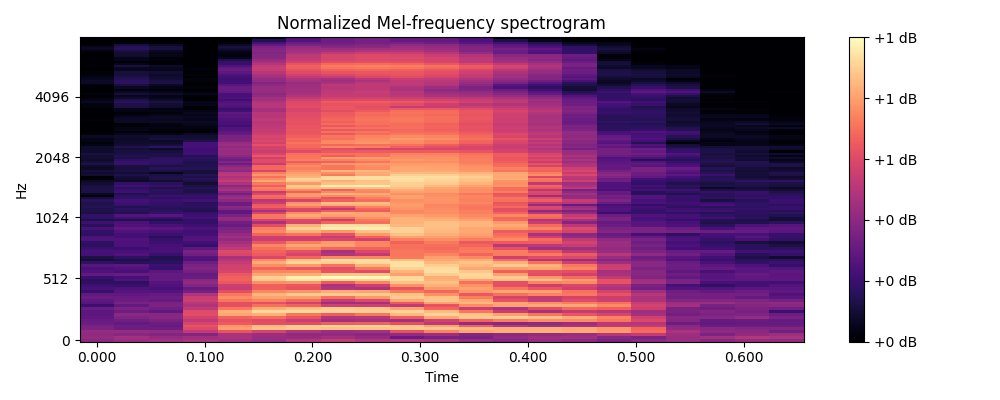 Normalized Mel-frequency spectrogram
Hz
4096
2048
1024
512
0
0.000 0.100 0.200 0.300 0.400 0.500 0.600
Time
+1 dB
+1 dB
+1 dB
+0 dB
+0 dB
+0 dB